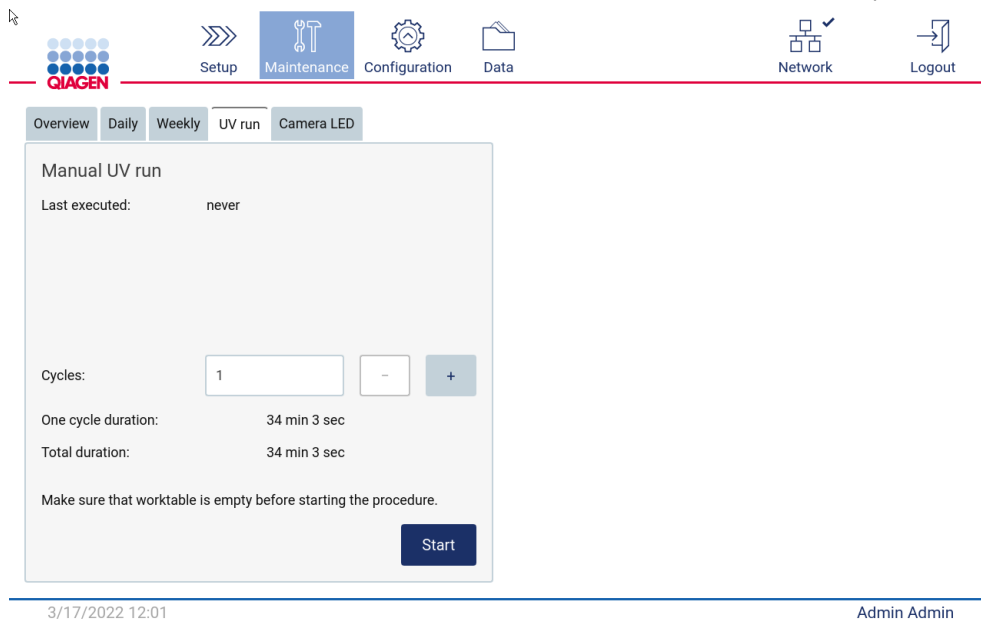 QIAGEN
Setup
Maintenance
Configuration
Data
Network
Logout
Overview
Daily
Weekly
UV run
Camera LED
Manual UV run
Last executed: never
Cycles: 1 - +
One cycle duration: 34 min 3 sec
Total duration: 34 min 3 sec
Make sure that worktable is empty before starting the procedure.
Start
3/17/2022 12:01
Admin Admin